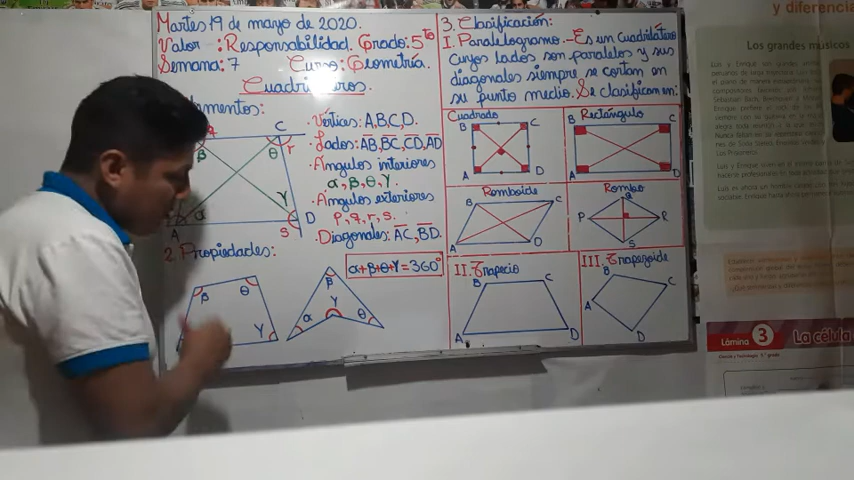 Martes 19 de mayo de 2020.
Valor : Responsabilidad. Grado: 5to
Semana: 7 Curso: Geometría.
Cuadriláteros.
Vértices: A,B,C,D.
Lados: AB, BC, CD, AD
Angulos interiores
α, β, θ, γ.
Angulos exteriores
p, q, r, s.
Diagonales: AC, BD.
C
r
β
θ
α
γ
A
S
D
2. Propiedades:
α+β+θ+γ=360°
β
θ
γ
β
γ
α
θ
3. Clasificación:
I. Paralelogramo.- Es un cuadrilátero
cuyos lados son paralelos y sus
diagonales siempre se cortan en
su punto medio. Se clasifican en:
Cuadrado
B C
A D
Rectángulo
B C
A D
Romboide
B C
A D
Rombo
Q
P R
S
II. Trapecio
B C
A D
III. Trapezoide
B C
A
D
y diferencia
Los grandes músicos
Lámina 3 La célula